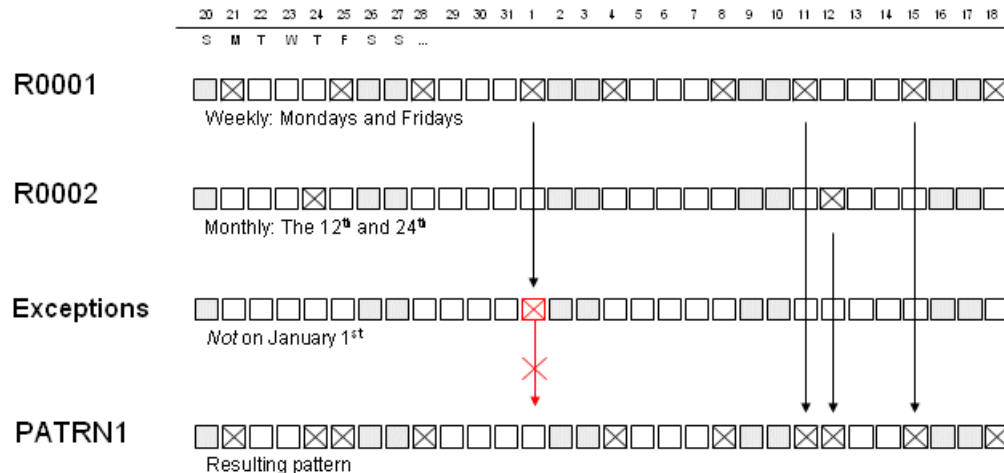 20 21 22 23 24 25 26 27 28 29 30 31 1 2 3 4 5 6 7 8 9 10 11 12 13 14 15 16 17 18
S M T W T F S S ...
R0001
Weekly: Mondays and Fridays
R0002
Monthly: The 12th and 24th
Exceptions
Not on January 1st
PATRN1
Resulting pattern